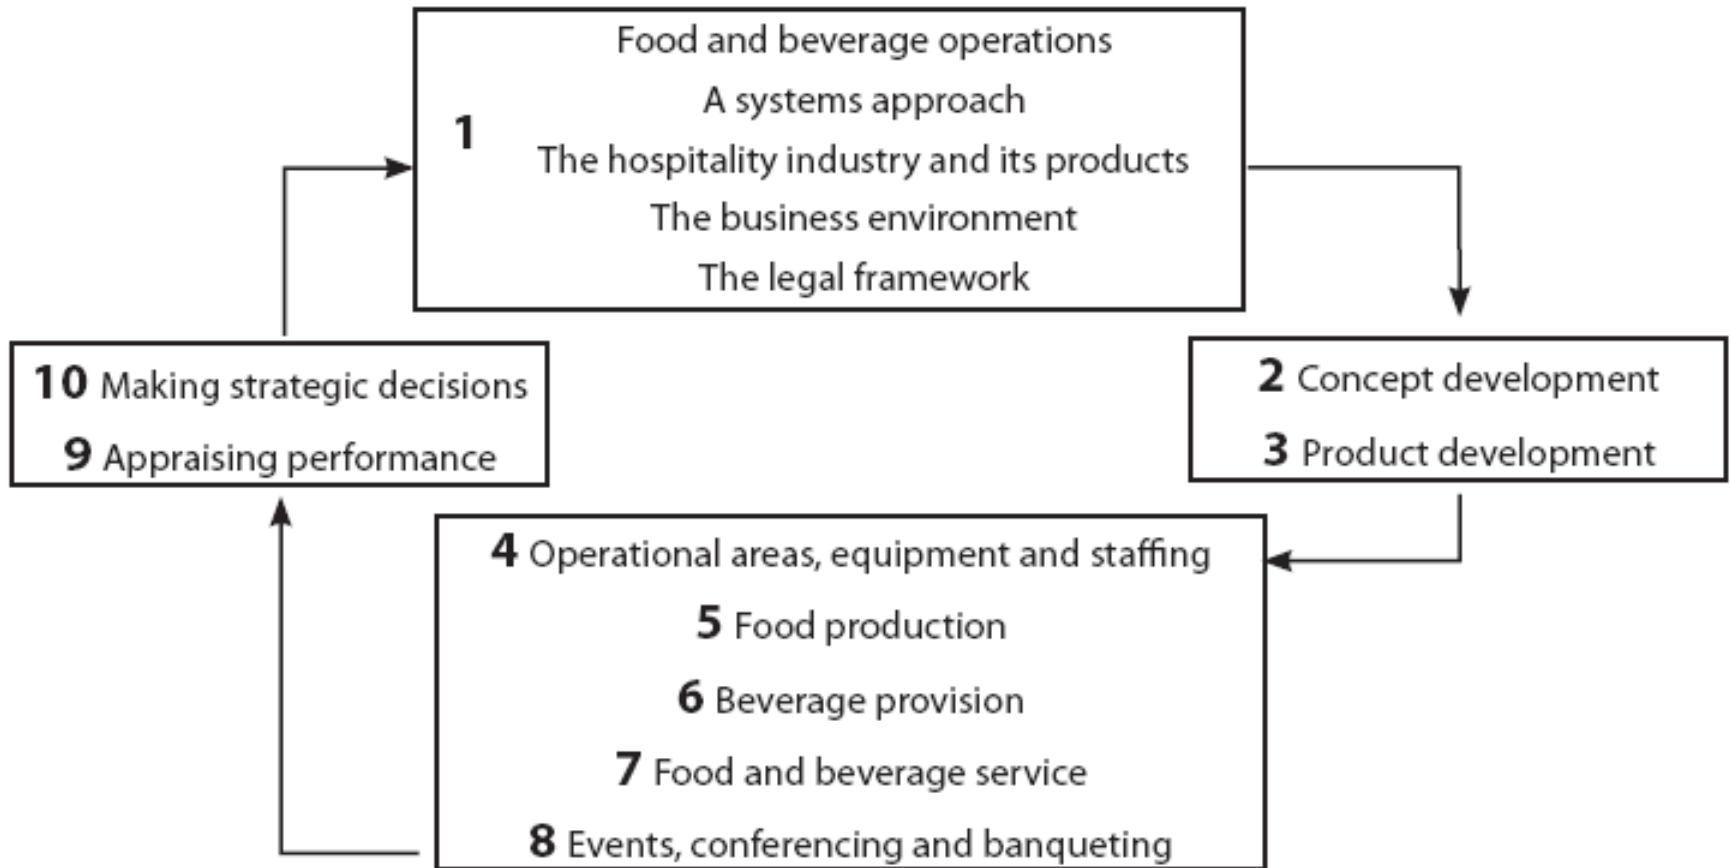 Food and beverage operations
A systems approach
1
The hospitality industry and its products
The business environment
The legal framework
2 Concept development
3 Product development
4 Operational areas, equipment and staffing
5 Food production
6 Beverage provision
7 Food and beverage service
8 Events, conferencing and banqueting
10 Making strategic decisions
9 Appraising performance